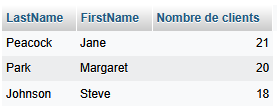 LastName FirstName Nombre de clients
Peacock Jane 21
Park Margaret 20
Johnson Steve 18